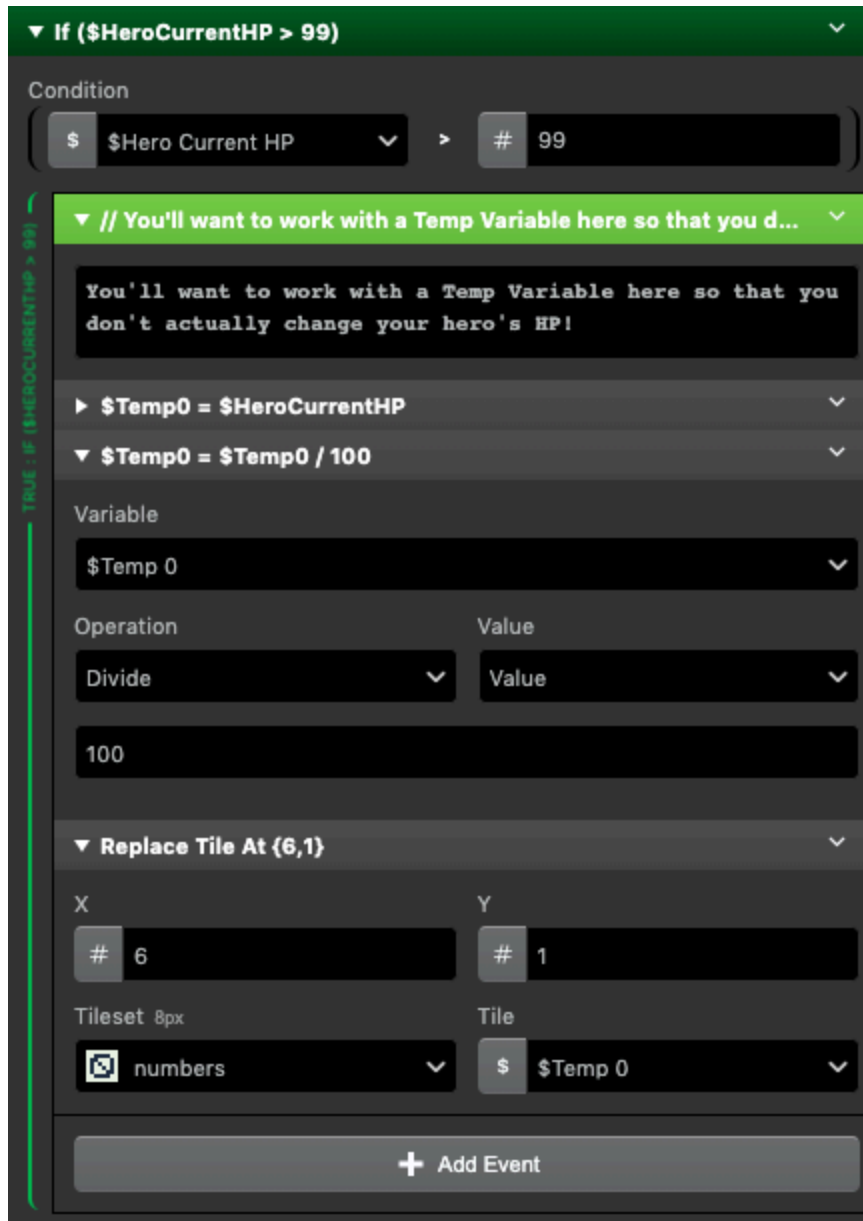 If ($HeroCurrentHP > 99)
Condition
$ $Hero Current HP > # 99
TRUE : IF ($HEROCURRENTHP > 99)
// You'll want to work with a Temp Variable here so that you d...
You'll want to work with a Temp Variable here so that you
don't actually change your hero's HP!
$Temp0 = $HeroCurrentHP
$Temp0 = $Temp0 / 100
Variable
$Temp 0
Operation Value
Divide Value
100
Replace Tile At {6,1}
X Y
# 6 # 1
Tileset 8px Tile
numbers $ $Temp 0
Add Event